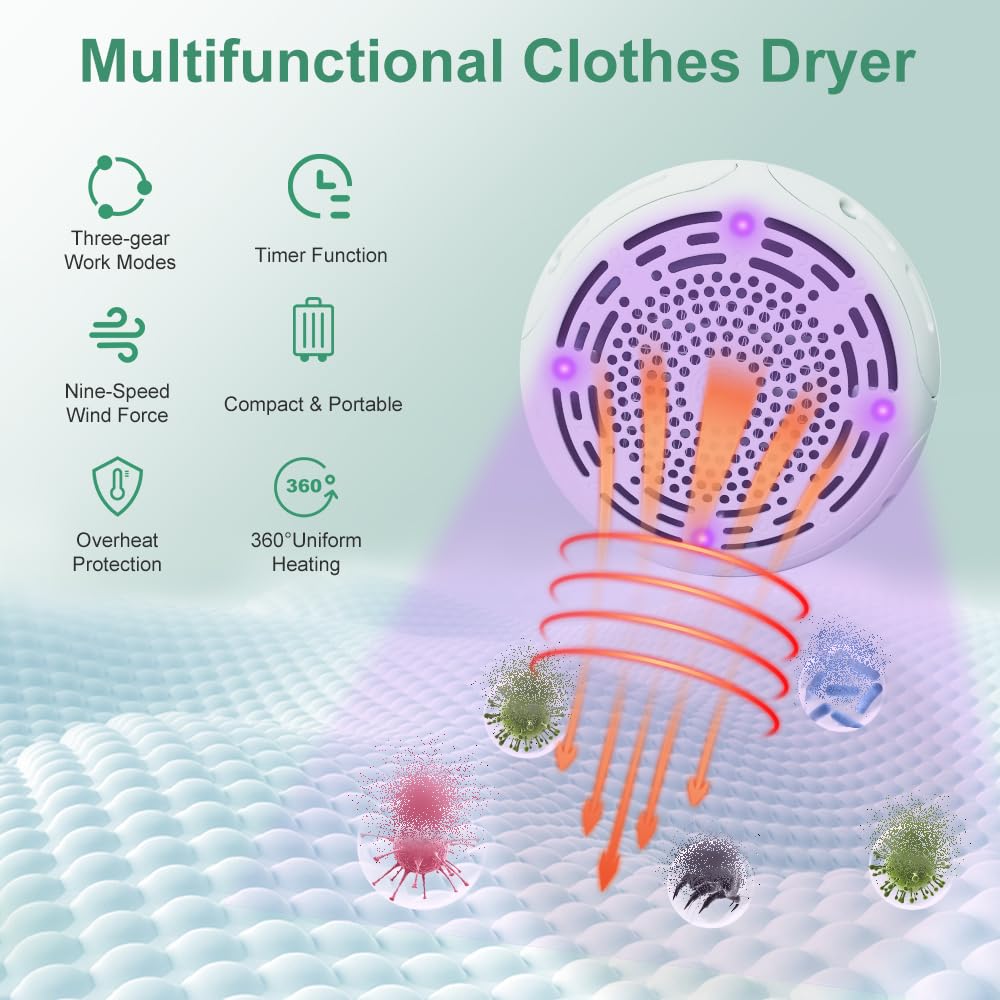 Multifunctional Clothes Dryer
Three-gear
Work Modes
Timer Function
Nine-Speed
Wind Force
Compact & Portable
Overheat
Protection
360°
360°Uniform
Heating